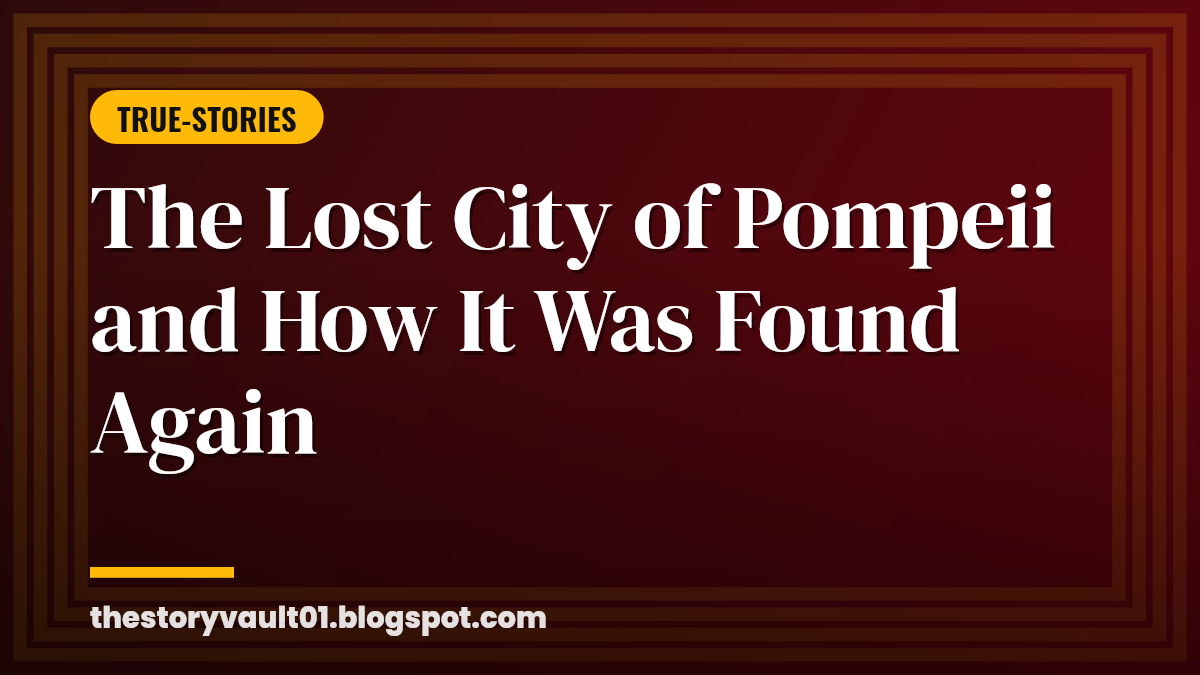 TRUE-STORIES
The Lost City of Pompeii
and How It Was Found
Again
thestoryvault01.blogspot.com